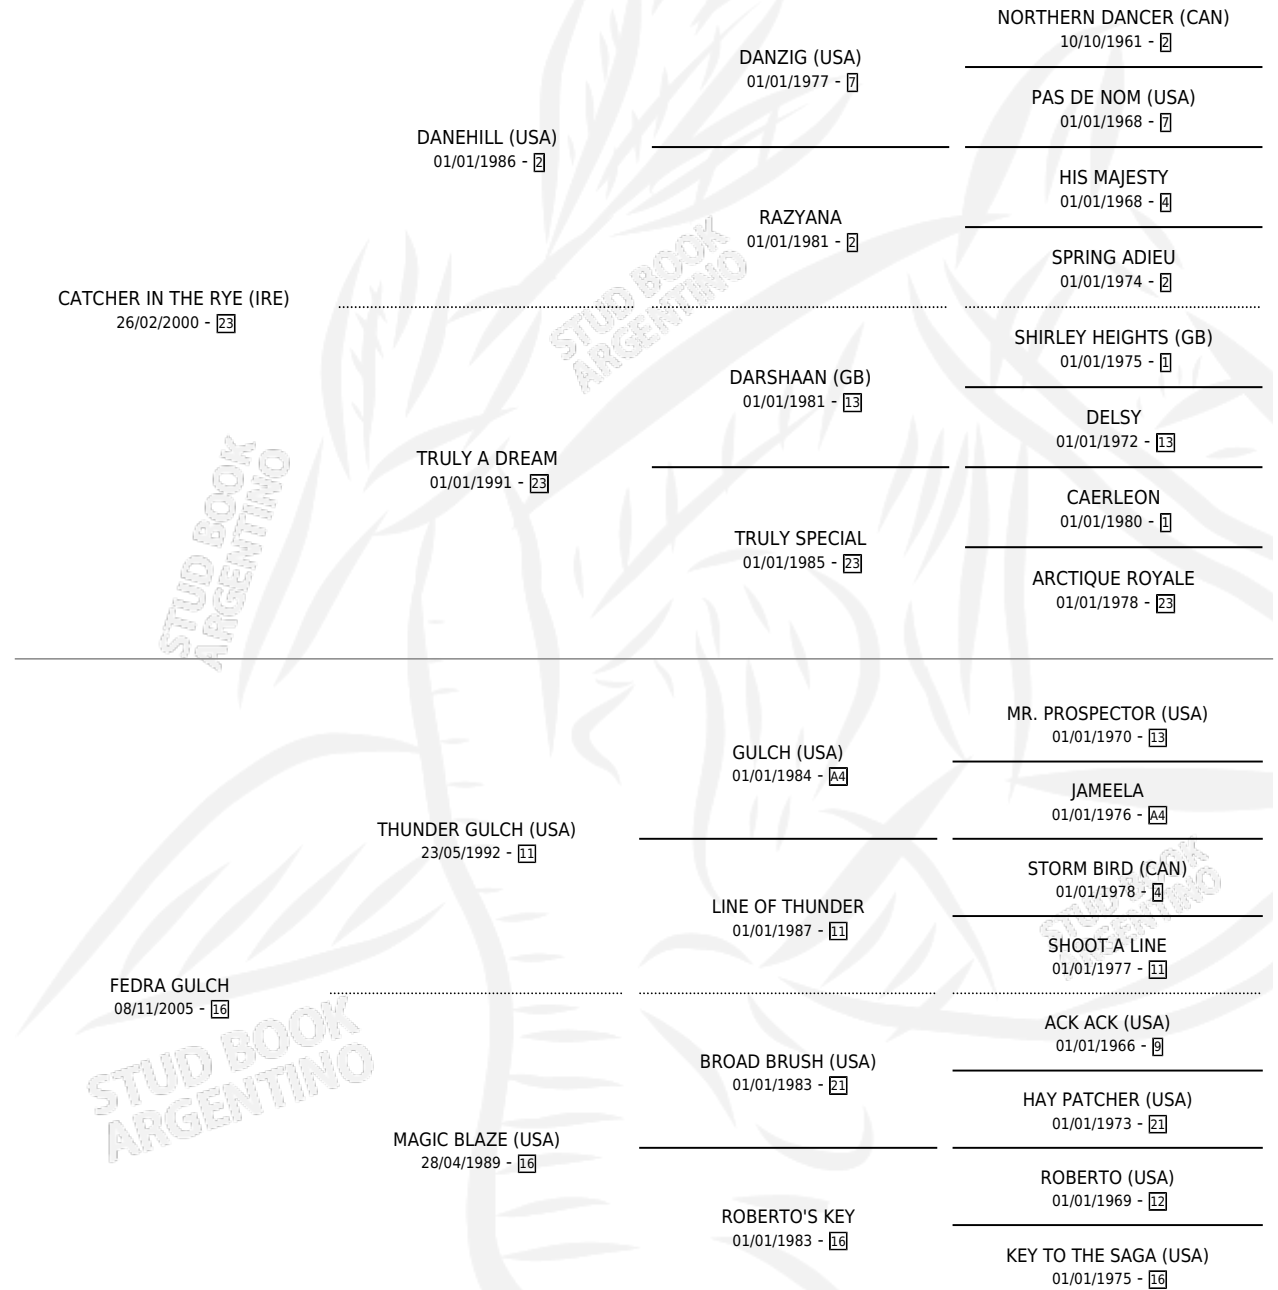 NORTHERN DANCER (CAN)
10/10/1961 - 2
DANZIG (USA)
01/01/1977 - 7
PAS DE NOM (USA)
01/01/1968 - 7
DANEHILL (USA)
01/01/1986 - 2
HIS MAJESTY
01/01/1968 - 4
RAZYANA
01/01/1981 - 2
SPRING ADIEU
01/01/1974 - 2
CATCHER IN THE RYE (IRE)
26/02/2000 - 23
STUD BOOK
ARGENTINO
SHIRLEY HEIGHTS (GB)
01/01/1975 - 1
DARSHAAN (GB)
01/01/1981 - 13
DELSY
01/01/1972 - 13
TRULY A DREAM
01/01/1991 - 23
CAERLEON
01/01/1980 - 1
TRULY SPECIAL
01/01/1985 - 23
ARCTIQUE ROYALE
01/01/1978 - 23
STUD BOOK
ARGENTINO
MR. PROSPECTOR (USA)
01/01/1970 - 13
GULCH (USA)
01/01/1984 - A4
JAMEELA
01/01/1976 - A4
THUNDER GULCH (USA)
23/05/1992 - 11
STORM BIRD (CAN)
01/01/1978 - 4
STUD BOOK
ARGENTINO
LINE OF THUNDER
01/01/1987 - 11
SHOOT A LINE
01/01/1977 - 11
FEDRA GULCH
08/11/2005 - 16
STUD BOOK
ARGENTINO
ACK ACK (USA)
01/01/1966 - 9
BROAD BRUSH (USA)
01/01/1983 - 21
HAY PATCHER (USA)
01/01/1973 - 21
MAGIC BLAZE (USA)
28/04/1989 - 16
ROBERTO (USA)
01/01/1969 - 12
ROBERTO'S KEY
01/01/1983 - 16
KEY TO THE SAGA (USA)
01/01/1975 - 16